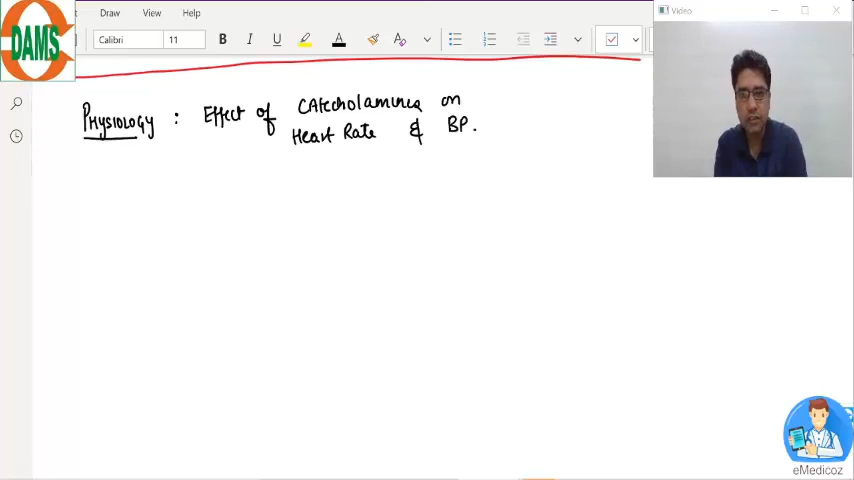 DAMS
Draw View Help
Video
Calibri 11 B I U A A
Physiology : Effect of Catecholamines on
Heart Rate & BP.
eMedicoz